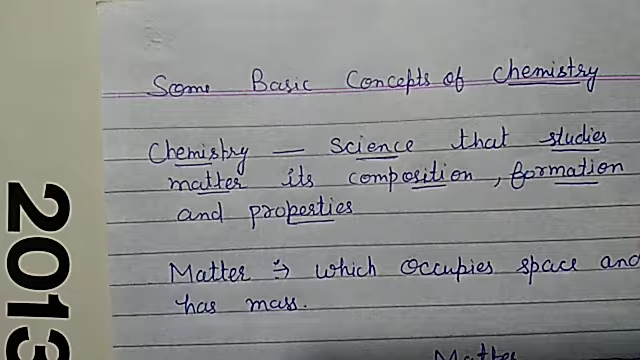 Some Basic Concepts of Chemistry
Chemistry — Science that studies
matter its composition, formation
and properties
Matter ⇒ which occupies space and
has mass.
Matter
2013